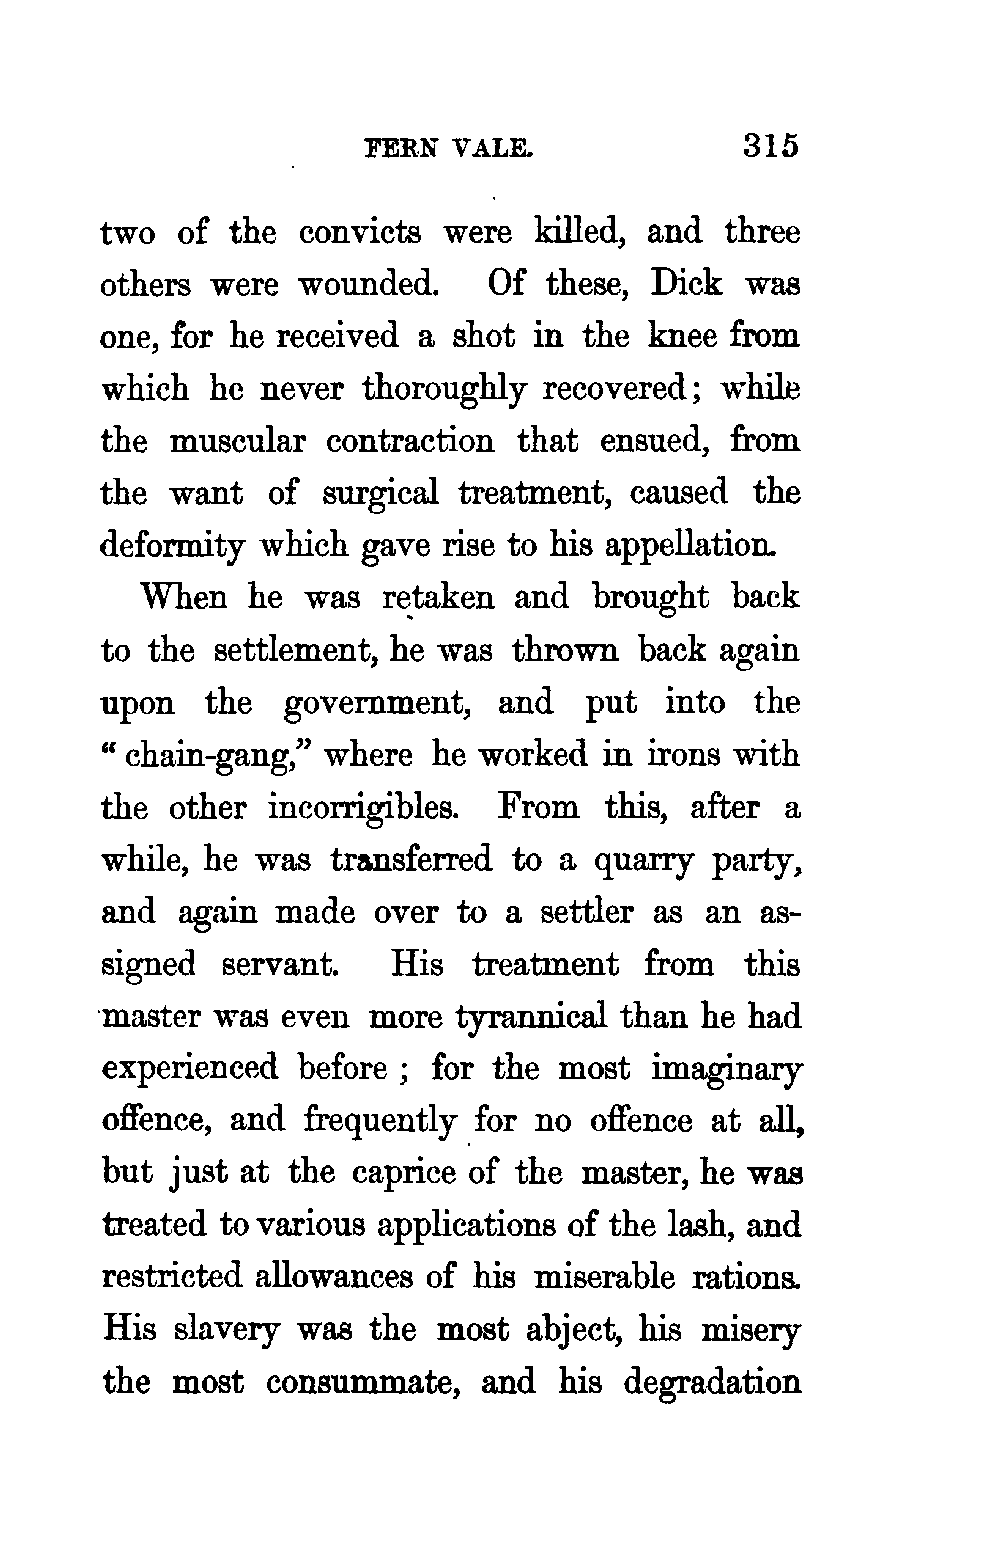 FERN VALE. 315
two of the convicts were killed, and three
others were wounded. Of these, Dick was
one, for he received a shot in the knee from
which he never thoroughly recovered; while
the muscular contraction that ensued, from
the want of surgical treatment, caused the
deformity which gave rise to his appellation.
When he was retaken and brought back
to the settlement, he was thrown back again
upon the government, and put into the
“ chain-gang,” where he worked in irons with
the other incorrigibles. From this, after a
while, he was transferred to a quarry party,
and again made over to a settler as an as-
signed servant. His treatment from this
master was even more tyrannical than he had
experienced before ; for the most imaginary
offence, and frequently for no offence at all,
but just at the caprice of the master, he was
treated to various applications of the lash, and
restricted allowances of his miserable rations.
His slavery was the most abject, his misery
the most consummate, and his degradation